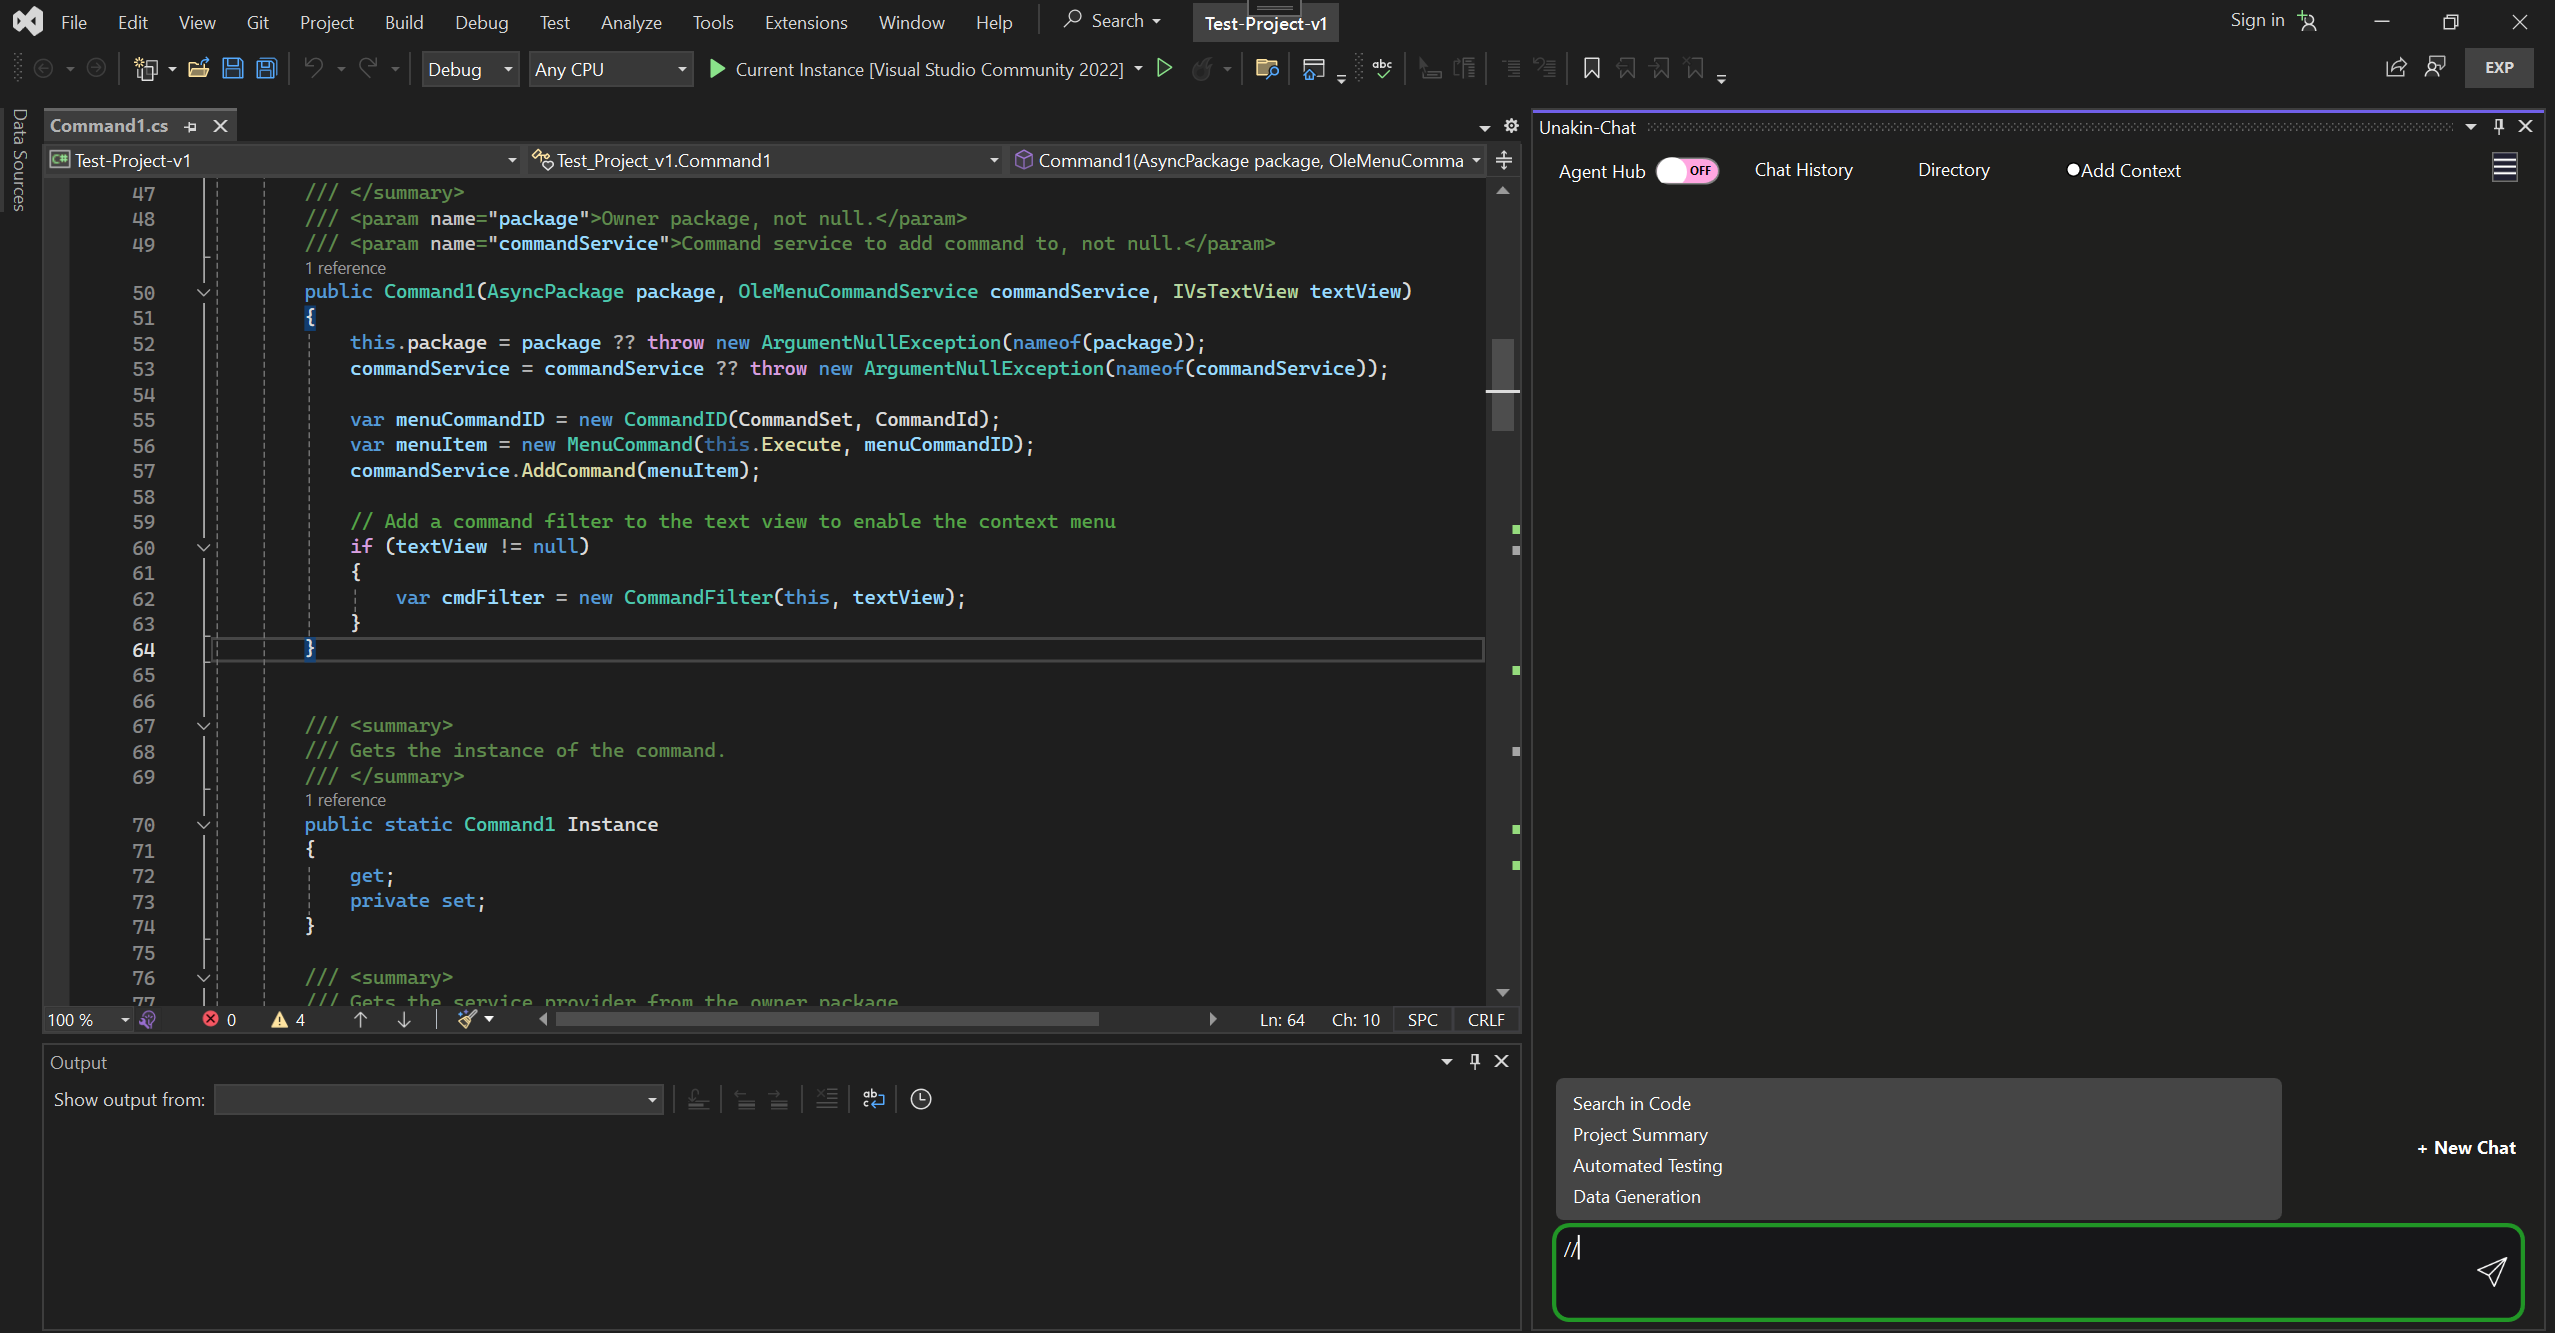 File Edit View Git Project Build Debug Test Analyze Tools Extensions Window Help Search Test-Project-v1 Sign in
Debug Any CPU Current Instance [Visual Studio Community 2022] abc EXP
Data Sources
Command1.cs
C# Test-Project-v1 Test_Project_v1.Command1 Command1(AsyncPackage package, OleMenuComma
47 /// </summary>
48 /// <param name="package">Owner package, not null.</param>
49 /// <param name="commandService">Command service to add command to, not null.</param>
1 reference
50 public Command1(AsyncPackage package, OleMenuCommandService commandService, IVsTextView textView)
51 {
52 this.package = package ?? throw new ArgumentNullException(nameof(package));
53 commandService = commandService ?? throw new ArgumentNullException(nameof(commandService));
54
55 var menuCommandID = new CommandID(CommandSet, CommandId);
56 var menuItem = new MenuCommand(this.Execute, menuCommandID);
57 commandService.AddCommand(menuItem);
58
59 // Add a command filter to the text view to enable the context menu
60 if (textView != null)
61 {
62 var cmdFilter = new CommandFilter(this, textView);
63 }
64 }
65
66
67 /// <summary>
68 /// Gets the instance of the command.
69 /// </summary>
1 reference
70 public static Command1 Instance
71 {
72 get;
73 private set;
74 }
75
76 /// <summary>
77 /// Gets the service provider from the owner package
100 % 0 4 Ln: 64 Ch: 10 SPC CRLF
Output
Show output from:
Unakin-Chat
Agent Hub OFF Chat History Directory Add Context
Search in Code
Project Summary
Automated Testing
Data Generation
+ New Chat
//